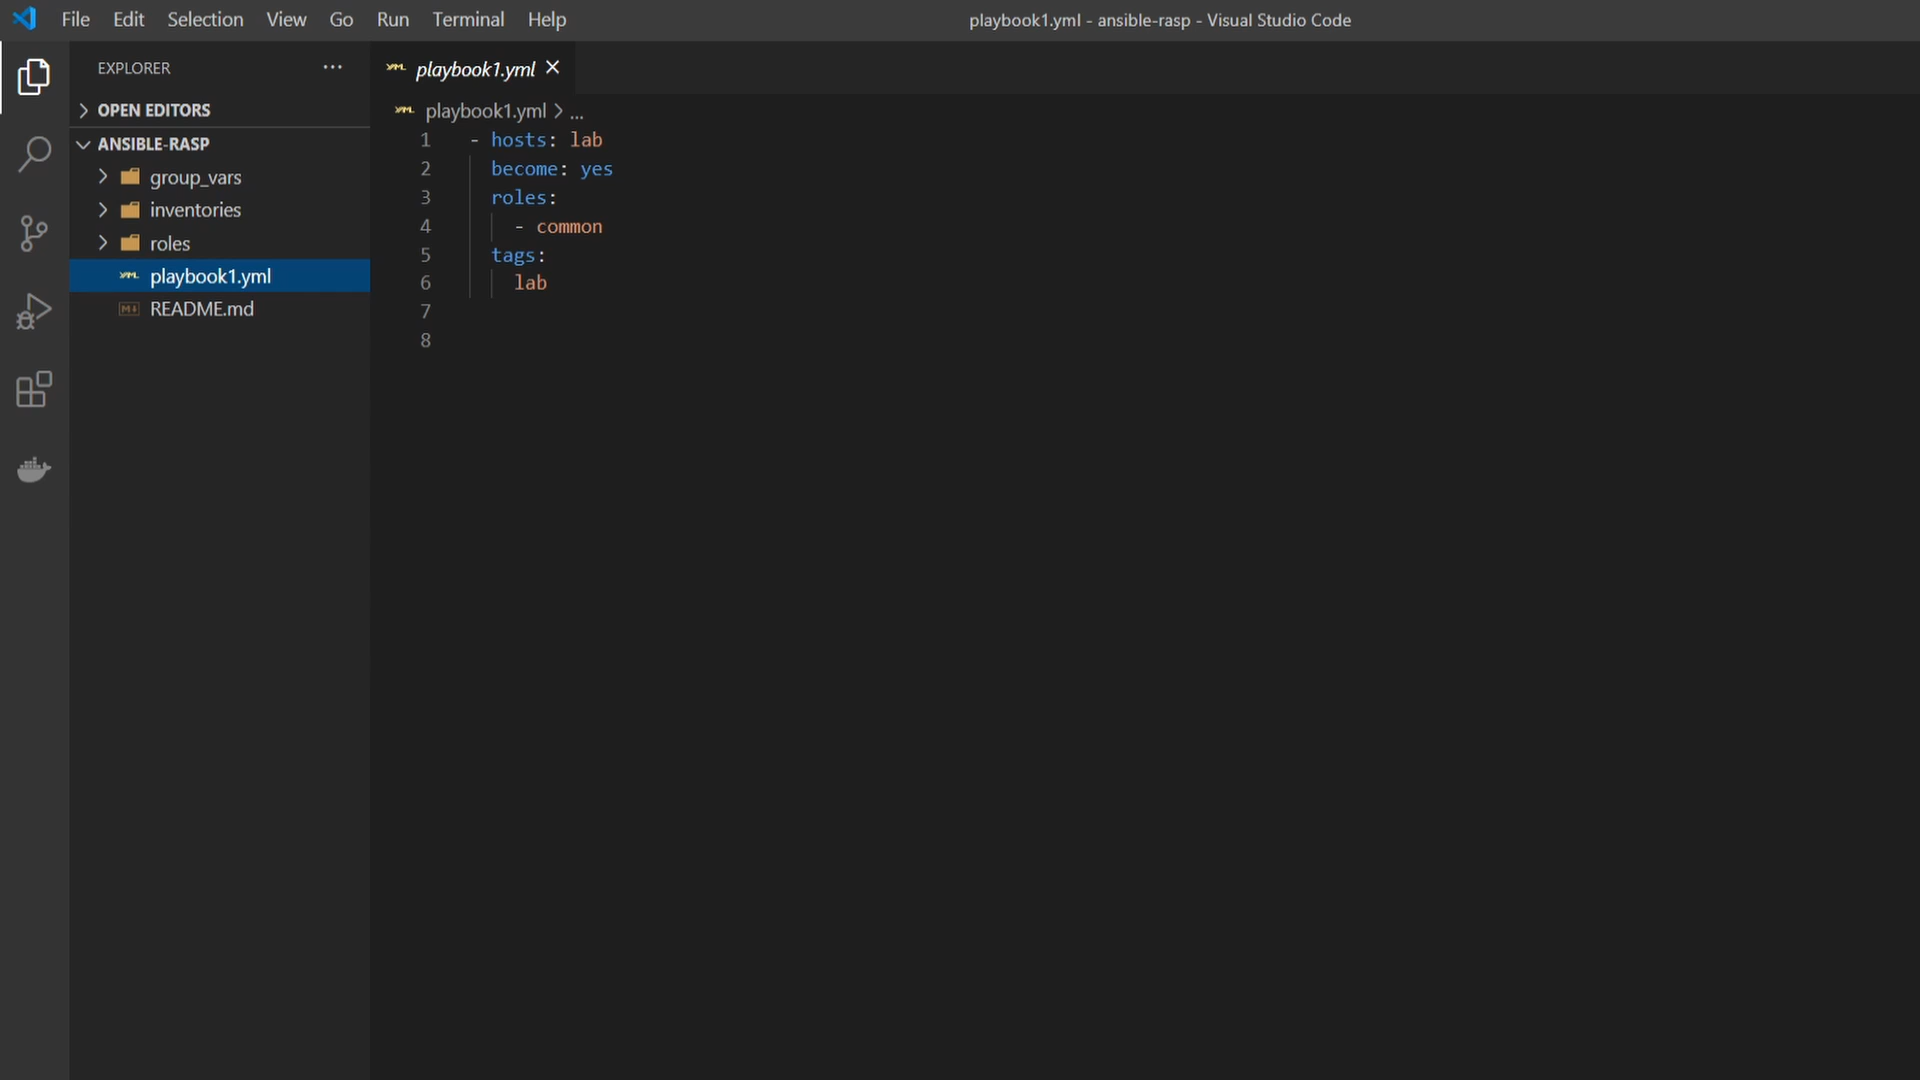 File Edit Selection View Go Run Terminal Help
playbook1.yml - ansible-rasp - Visual Studio Code
EXPLORER
OPEN EDITORS
ANSIBLE-RASP
group_vars
inventories
roles
playbook1.yml
README.md
playbook1.yml
playbook1.yml > ...
1 - hosts: lab
2 become: yes
3 roles:
4 - common
5 tags:
6 lab
7
8